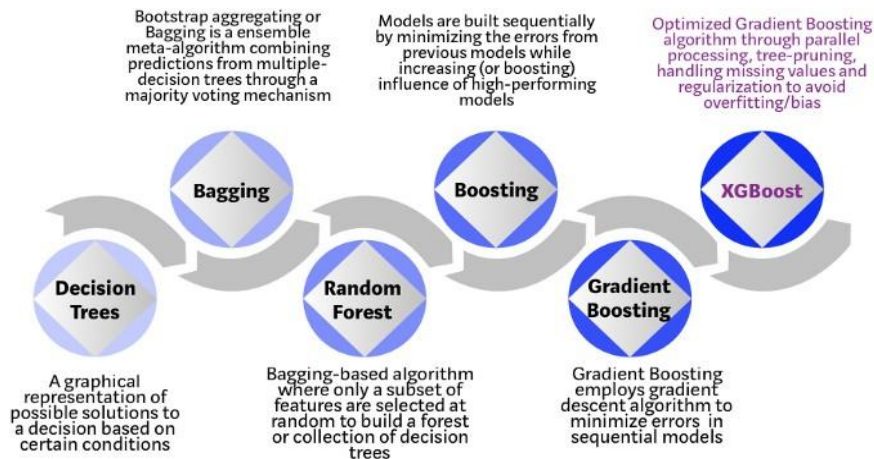 Bootstrap aggregating or
Bagging is a ensemble
meta-algorithm combining
predictions from multiple-
decision trees through a
majority voting mechanism
Models are built sequentially
by minimizing the errors from
previous models while
increasing (or boosting)
influence of high-performing
models
Optimized Gradient Boosting
algorithm through parallel
processing, tree-pruning,
handling missing values and
regularization to avoid
overfitting/bias
Bagging
Boosting
XGBoost
Decision
Trees
Random
Forest
Gradient
Boosting
A graphical
representation of
possible solutions to
a decision based on
certain conditions
Bagging-based algorithm
where only a subset of
features are selected at
random to build a forest
or collection of decision
trees
Gradient Boosting
employs gradient
descent algorithm to
minimize errors in
sequential models